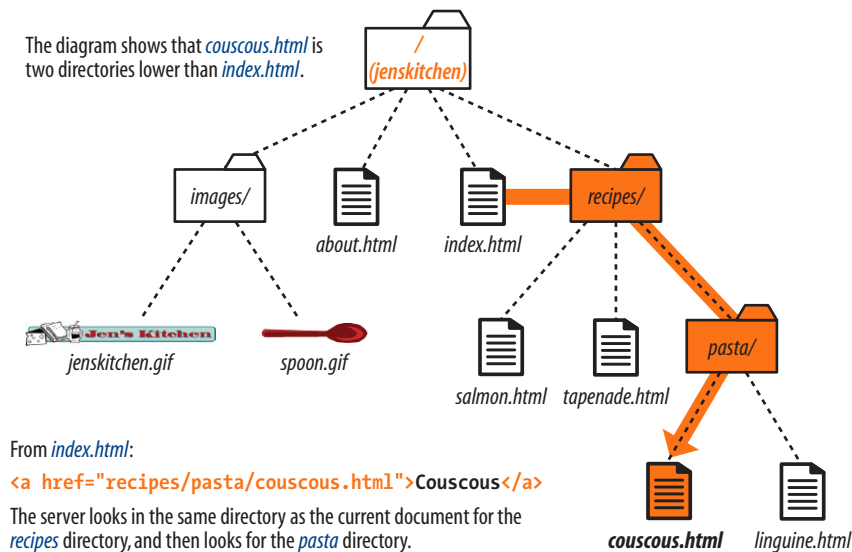 The diagram shows that couscous.html is
two directories lower than index.html.
/
(jenskitchen)
images/
about.html
index.html
recipes/
Jen's Kitchen
jenskitchen.gif
spoon.gif
salmon.html
tapenade.html
pasta/
couscous.html
linguine.html
From index.html:
<a href="recipes/pasta/couscous.html">Couscous</a>
The server looks in the same directory as the current document for the
recipes directory, and then looks for the pasta directory.